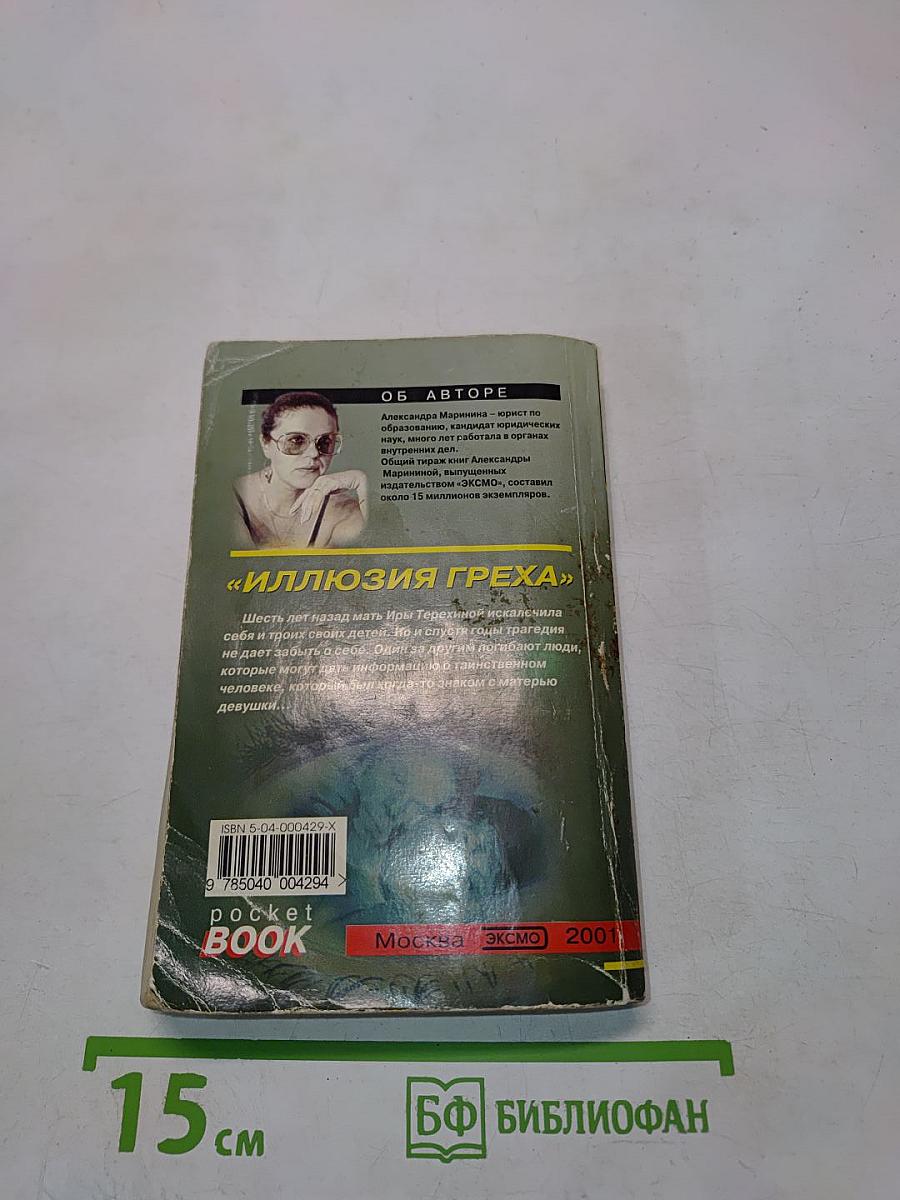 ОБ АВТОРЕ
Александра Маринина – юрист по
образованию, кандидат юридических
наук, много лет работала в органах
внутренних дел.
Общий тираж книг Александры
Марининой, выпущенных
издательством «ЭКСМО», составил
около 15 миллионов экземпляров.
«ИЛЛЮЗИЯ ГРЕХА»
Шесть лет назад мать Иры Терехиной искалечила
себя и троих своих детей. Но и спустя годы трагедия
не дает забыть о себе. Один за другим погибают люди,
которые могут дать информацию о таинственном
человеке, который был когда-то знаком с матерью
девушки...
ISBN 5-04-000429-X
9 785040 004294 >
pocket
BOOK
Москва ЭКСМО 2001
15 см
БФ БИБЛИОФАН